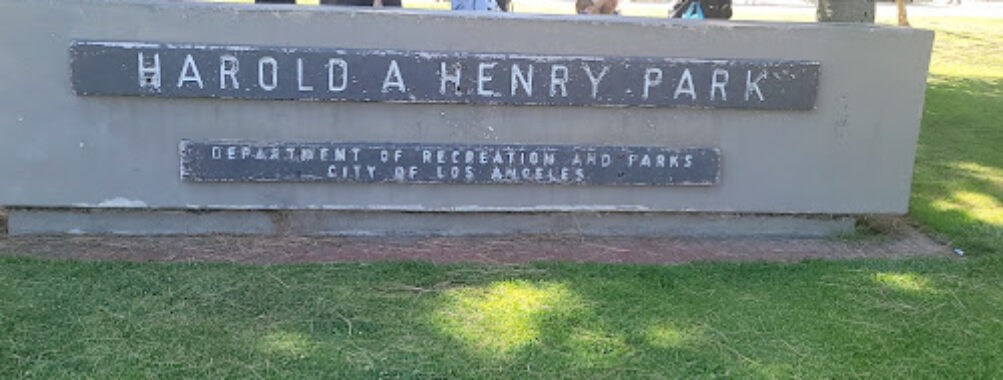 HAROLD A HENRY PARK
DEPARTMENT OF RECREATION AND PARKS
CITY OF LOS ANGELES